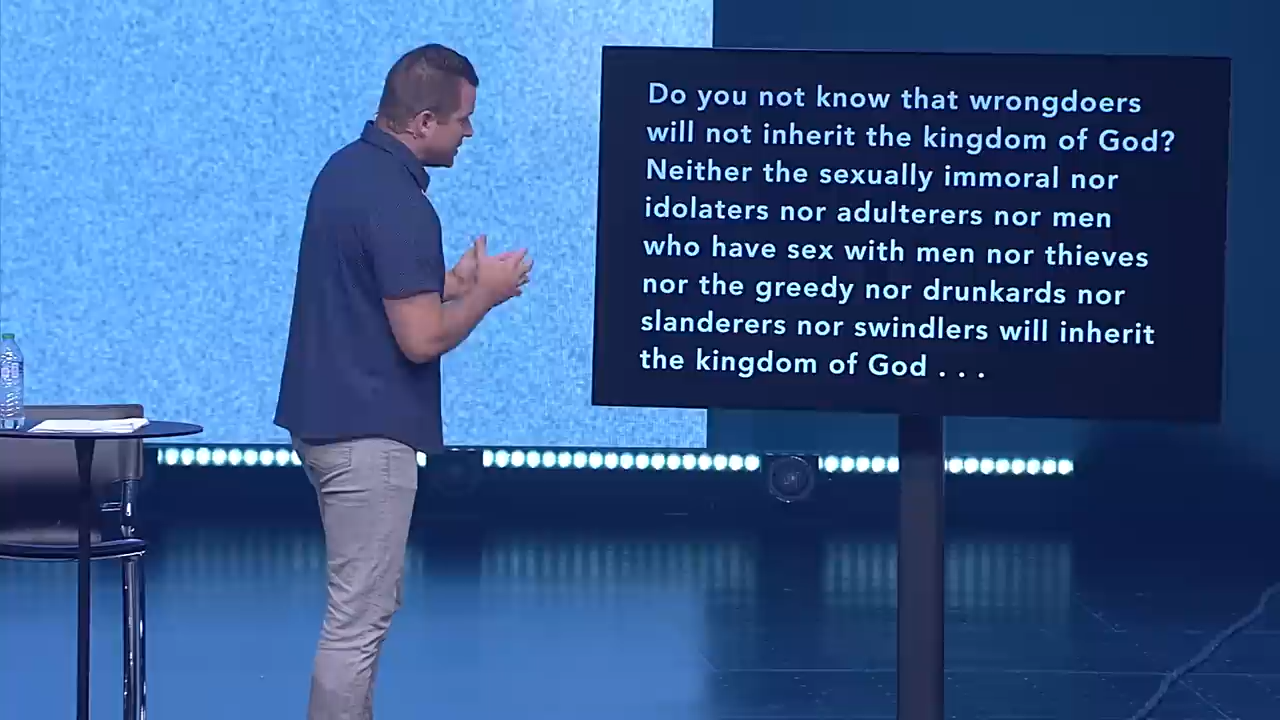 Do you not know that wrongdoers
will not inherit the kingdom of God?
Neither the sexually immoral nor
idolaters nor adulterers nor men
who have sex with men nor thieves
nor the greedy nor drunkards nor
slanderers nor swindlers will inherit
the kingdom of God . . .